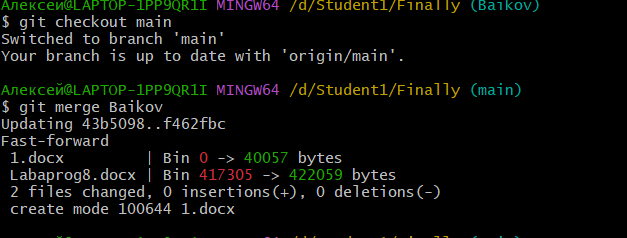 Алексей@LAPTOP-1PP9QR1I MINGW64 /d/Student1/Finally (Baikov)
$ git checkout main
Switched to branch 'main'
Your branch is up to date with 'origin/main'.
Алексей@LAPTOP-1PP9QR1I MINGW64 /d/Student1/Finally (main)
$ git merge Baikov
Updating 43b5098..f462fbc
Fast-forward
1.docx | Bin 0 -> 40057 bytes
Labaprog8.docx | Bin 417305 -> 422059 bytes
2 files changed, 0 insertions(+), 0 deletions(-)
create mode 100644 1.docx